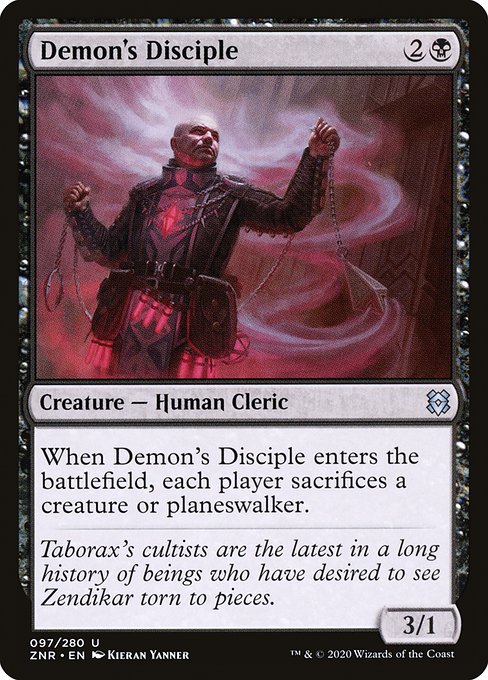 Demon's Disciple 2
Creature — Human Cleric
When Demon's Disciple enters the
battlefield, each player sacrifices a
creature or planeswalker.
Taborax's cultists are the latest in a long
history of beings who have desired to see
Zendikar torn to pieces.
3/1
097/280 U
ZNR • EN Kieran Yanner ™ & © 2020 Wizards of the Coast